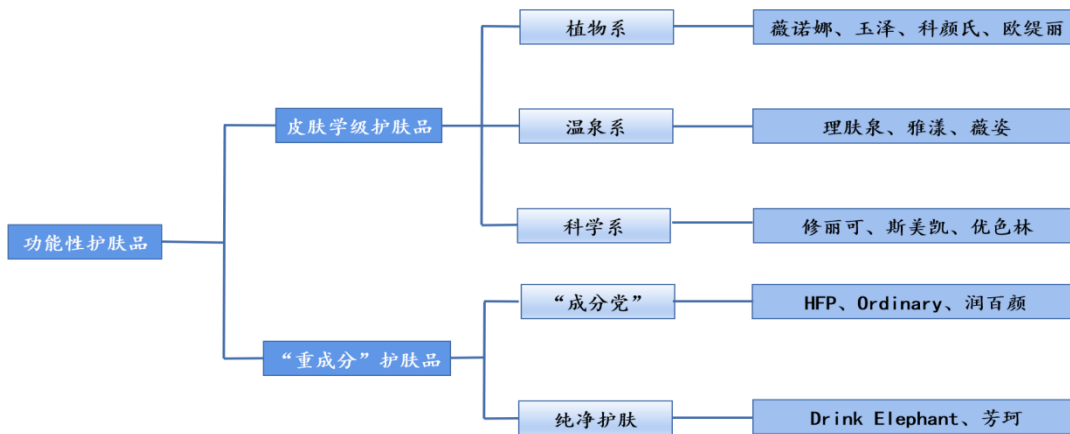 植物系
薇诺娜、玉泽、科颜氏、欧缇丽
皮肤学级护肤品
温泉系
理肤泉、雅漾、薇姿
功能性护肤品
科学系
修丽可、斯美凯、优色林
“成分党”
HFP、Ordinary、润百颜
“重成分”护肤品
纯净护肤
Drink Elephant、芳珂